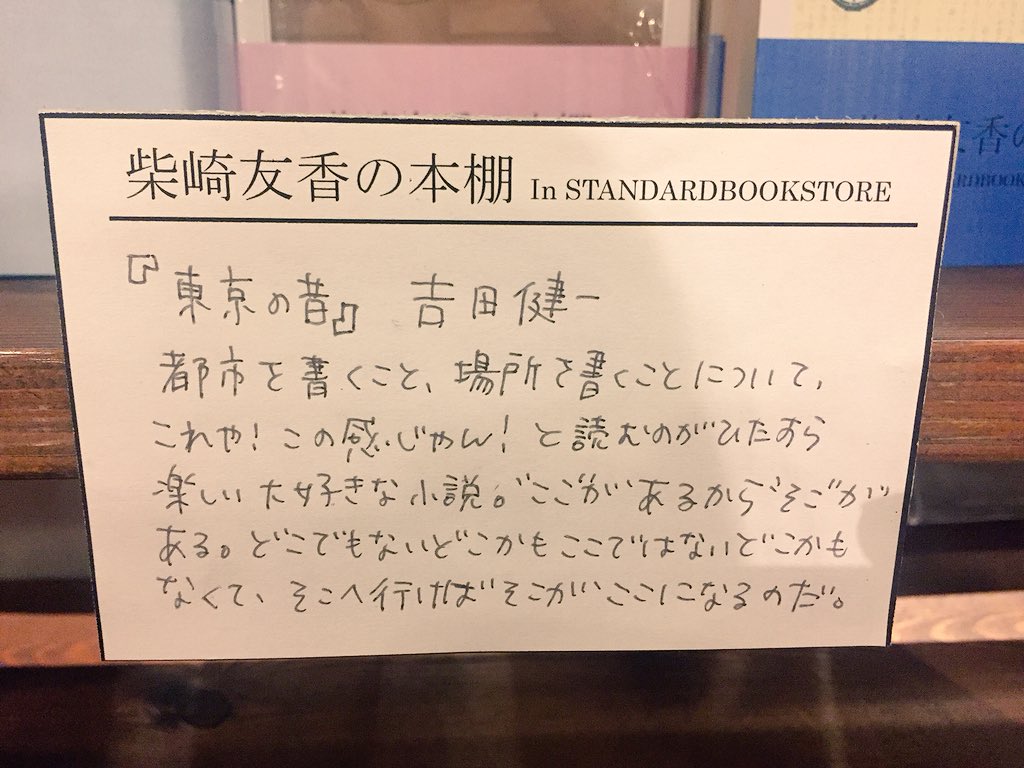 柴崎友香の本棚 In STANDARDBOOKSTORE
『東京の昔』 吉田健一
都市を書くこと、場所を書くことについて、
これや！この感じやん！と読むのがひたすら
楽しい大好きな小説。“ここ”があるから“そこ”が
ある。どこでもないどこかもここではないどこかも
なくて、そこへ行けばそこがここになるのだ。
友香の